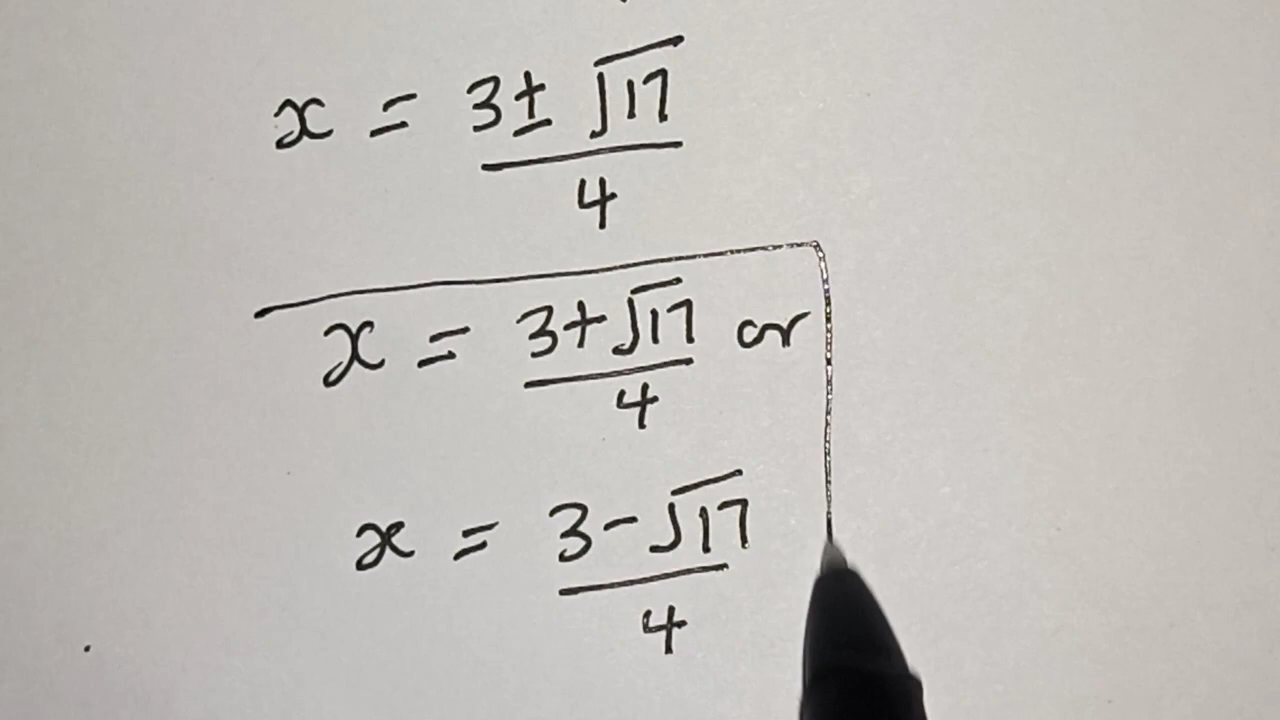 x = 3± √17
4
x = 3+√17 or
4
x = 3-√17
4